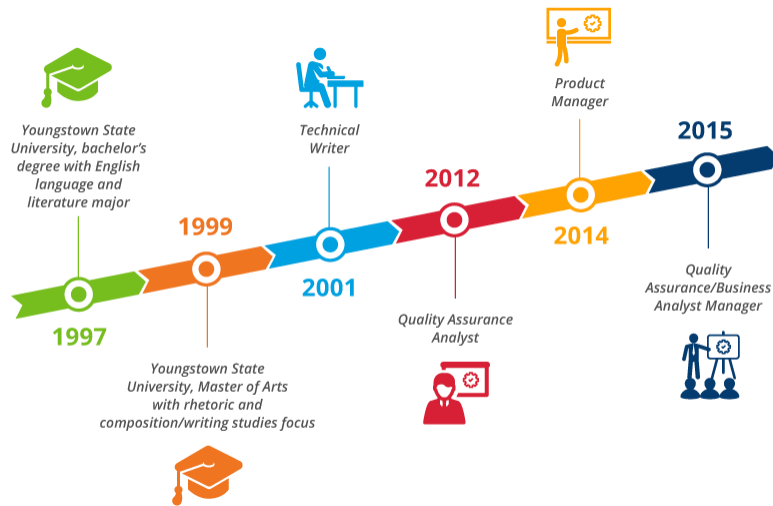 Youngstown State
University, bachelor's
degree with English
language and
literature major
1997
1999
Youngstown State
University, Master of Arts
with rhetoric and
composition/writing studies focus
Technical
Writer
2001
2012
Quality Assurance
Analyst
Product
Manager
2014
2015
Quality
Assurance/Business
Analyst Manager